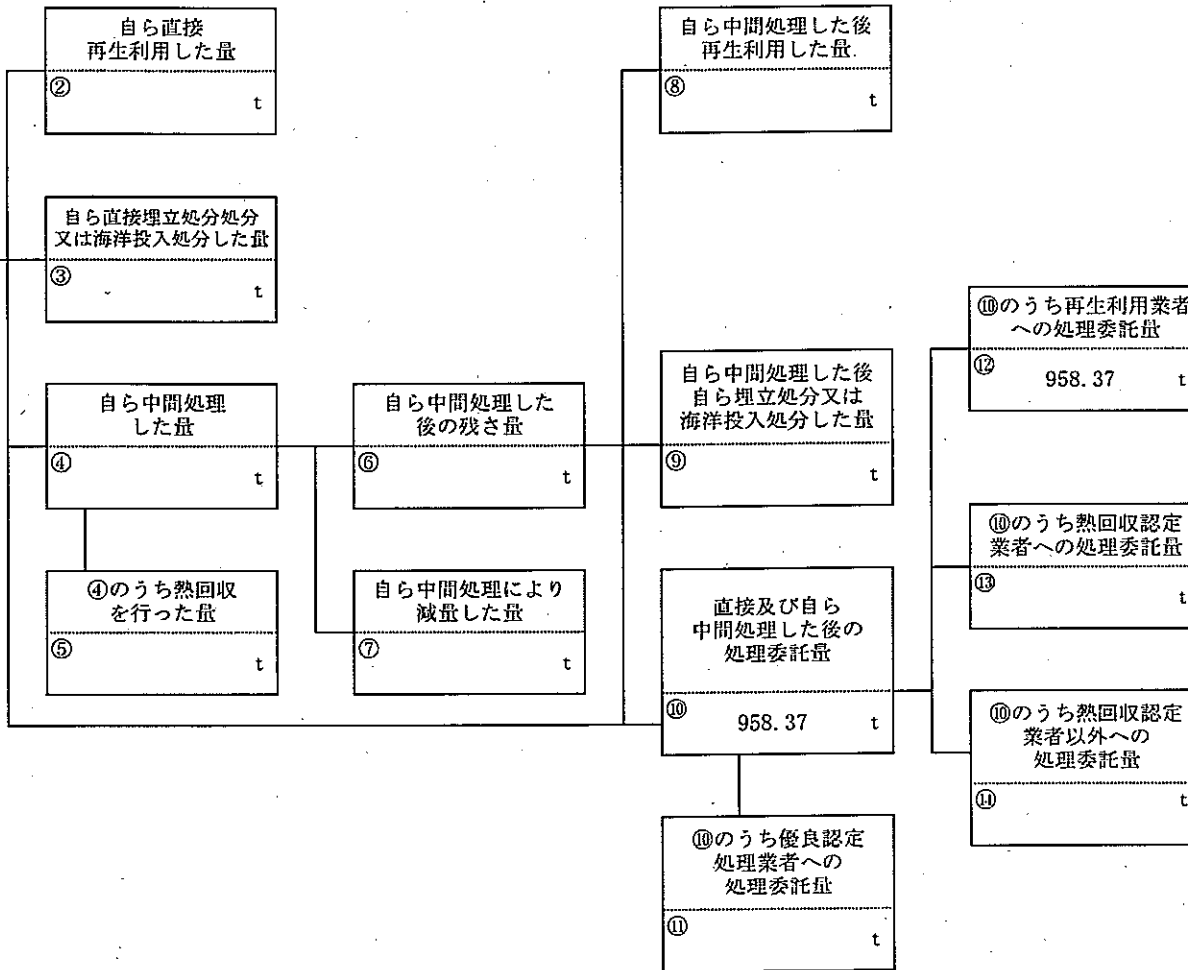 自ら直接
再生利用した量
②
t
自ら中間処理した後
再生利用した量
⑧
t
自ら直接埋立処分処分
又は海洋投入処分した量
③
t
⑩のうち再生利用業者
への処理委託量
⑫
958.37 t
自ら中間処理
した量
④
t
自ら中間処理した
後の残さ量
⑥
t
自ら中間処理した後
自ら埋立処分又は
海洋投入処分した量
⑨
t
⑩のうち熱回収認定
業者への処理委託量
⑬
t
④のうち熱回収
を行った量
⑤
t
自ら中間処理により
減量した量
⑦
t
直接及び自ら
中間処理した後の
処理委託量
⑩
958.37 t
⑩のうち熱回収認定
業者以外への
処理委託量
⑭
t
⑩のうち優良認定
処理業者への
処理委託量
⑪
t